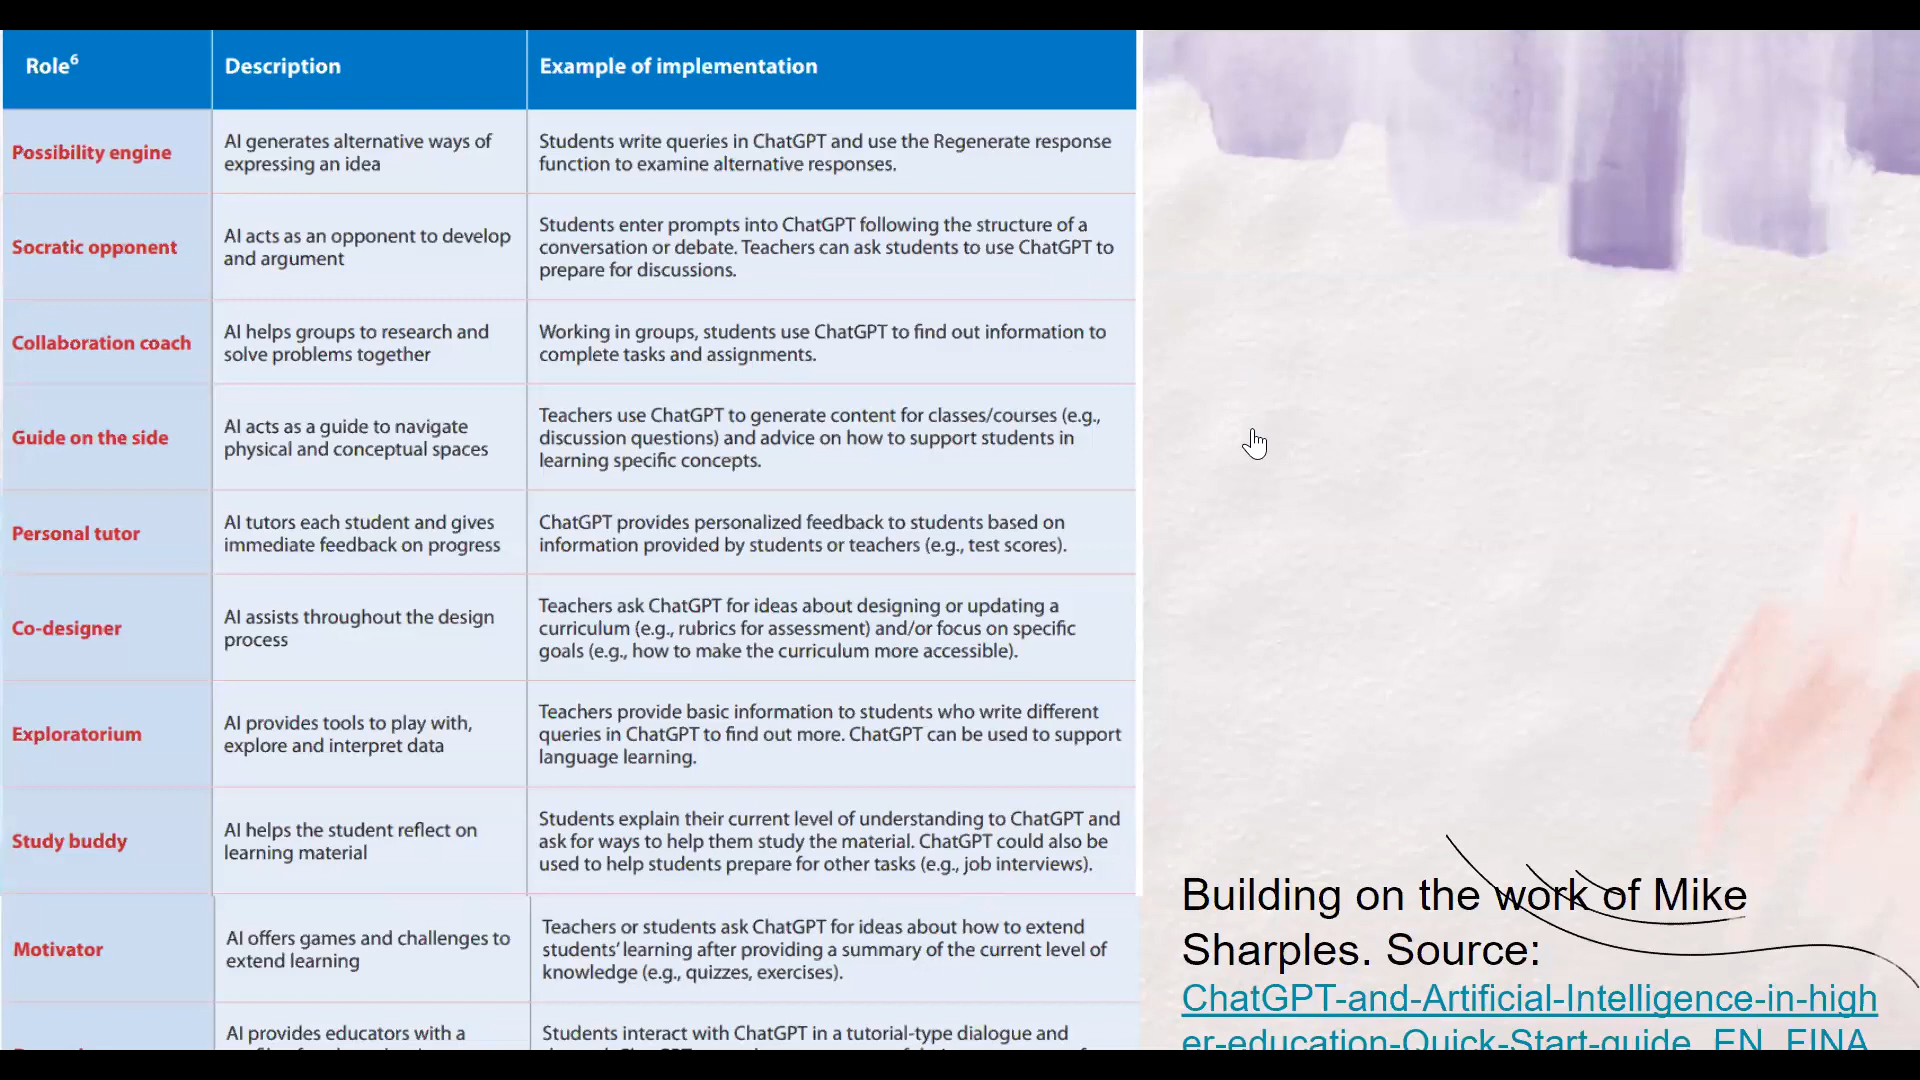 Role6
Description
Example of implementation
Possibility engine
AI generates alternative ways of
expressing an idea
Students write queries in ChatGPT and use the Regenerate response
function to examine alternative responses.
Socratic opponent
AI acts as an opponent to develop
and argument
Students enter prompts into ChatGPT following the structure of a
conversation or debate. Teachers can ask students to use ChatGPT to
prepare for discussions.
Collaboration coach
AI helps groups to research and
solve problems together
Working in groups, students use ChatGPT to find out information to
complete tasks and assignments.
Guide on the side
AI acts as a guide to navigate
physical and conceptual spaces
Teachers use ChatGPT to generate content for classes/courses (e.g.,
discussion questions) and advice on how to support students in
learning specific concepts.
Personal tutor
AI tutors each student and gives
immediate feedback on progress
ChatGPT provides personalized feedback to students based on
information provided by students or teachers (e.g., test scores).
Co-designer
AI assists throughout the design
process
Teachers ask ChatGPT for ideas about designing or updating a
curriculum (e.g., rubrics for assessment) and/or focus on specific
goals (e.g., how to make the curriculum more accessible).
Exploratorium
AI provides tools to play with,
explore and interpret data
Teachers provide basic information to students who write different
queries in ChatGPT to find out more. ChatGPT can be used to support
language learning.
Study buddy
AI helps the student reflect on
learning material
Students explain their current level of understanding to ChatGPT and
ask for ways to help them study the material. ChatGPT could also be
used to help students prepare for other tasks (e.g., job interviews).
Motivator
AI offers games and challenges to
extend learning
Teachers or students ask ChatGPT for ideas about how to extend
students' learning after providing a summary of the current level of
knowledge (e.g., quizzes, exercises).
AI provides educators with a
Students interact with ChatGPT in a tutorial-type dialogue and
Building on the work of Mike
Sharples. Source:
ChatGPT-and-Artificial-Intelligence-in-high
er-education-Quick-Start-guide_EN_FINA